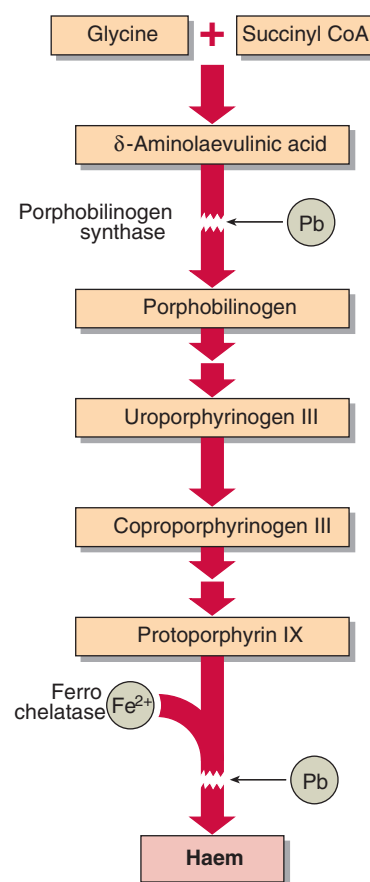 Glycine + Succinyl CoA
δ-Aminolaevulinic acid
Porphobilinogen
synthase
Pb
Porphobilinogen
Uroporphyrinogen III
Coproporphyrinogen III
Protoporphyrin IX
Ferro
chelatase
Fe²⁺
Pb
Haem